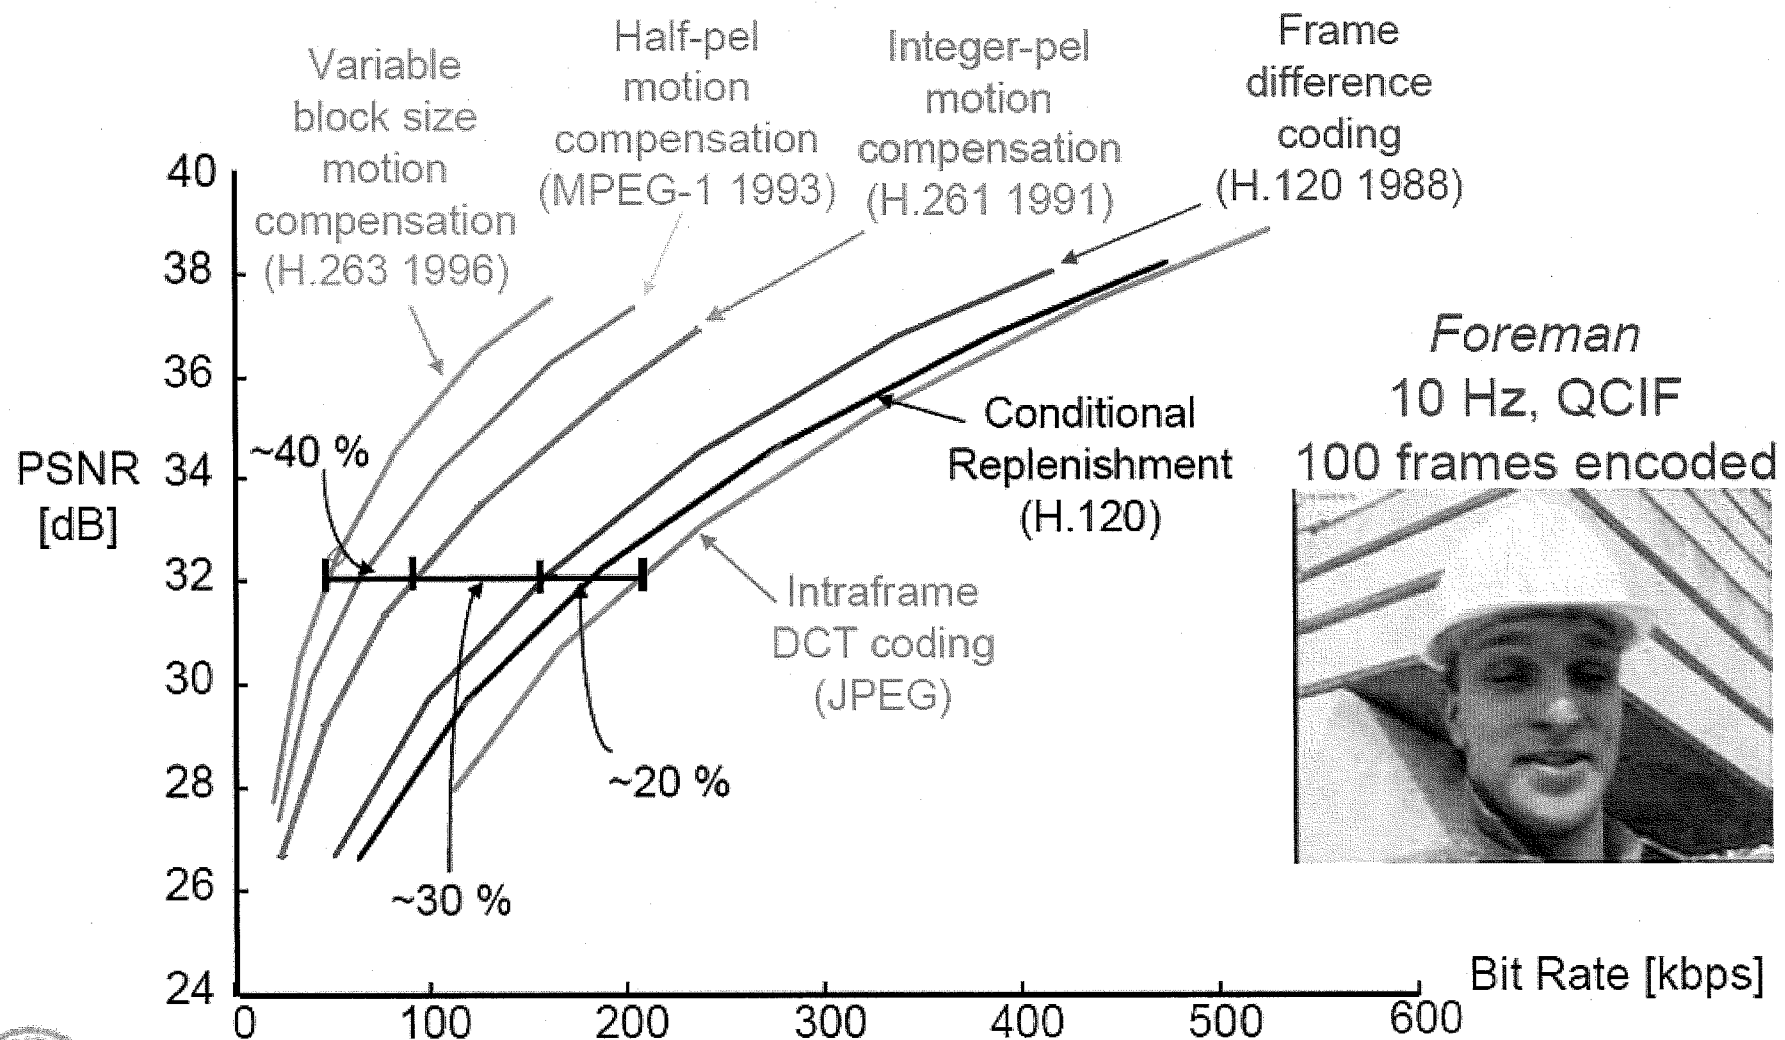 Variable
block size
motion
compensation
(H.263 1996)
Half-pel
motion
compensation
(MPEG-1 1993)
Integer-pel
motion
compensation
(H.261 1991)
Frame
difference
coding
(H.120 1988)
PSNR
[dB]
40
38
36
34
32
30
28
26
24
~40 %
~30 %
~20 %
Conditional
Replenishment
(H.120)
Intraframe
DCT coding
(JPEG)
Foreman
10 Hz, QCIF
100 frames encoded
Bit Rate [kbps]
0 100 200 300 400 500 600